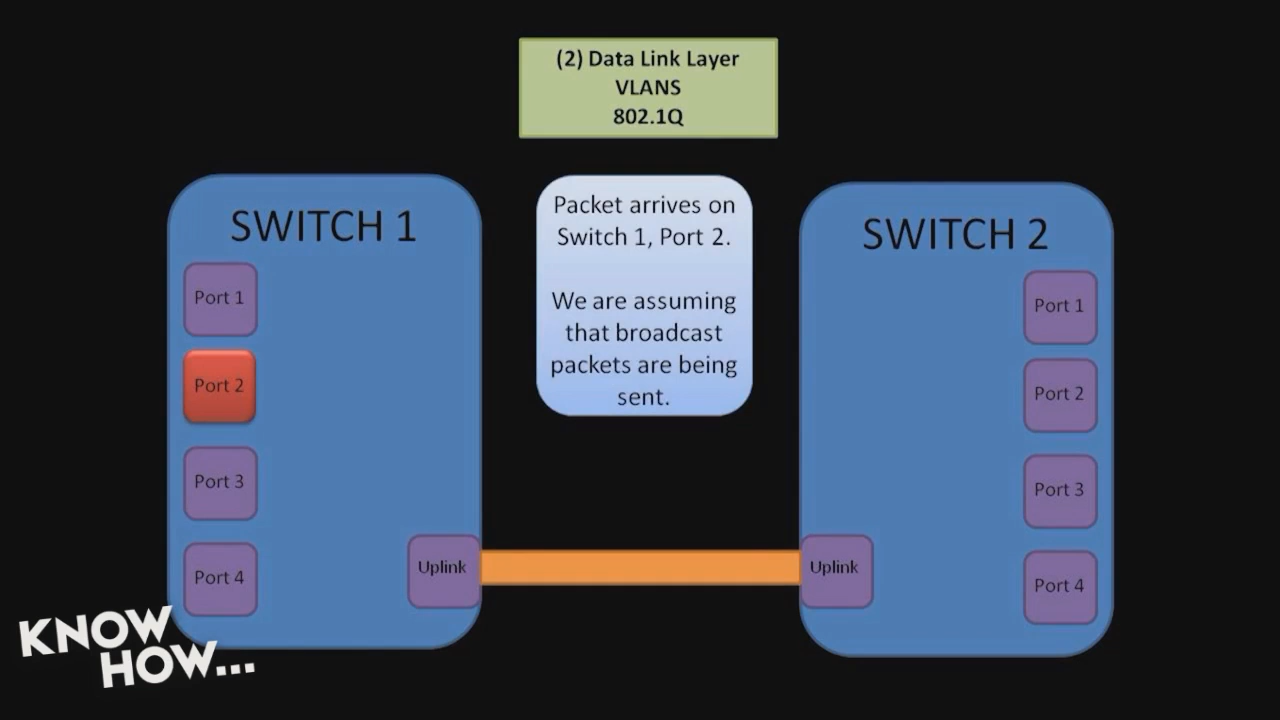 (2) Data Link Layer
VLANS
802.1Q
SWITCH 1
Port 1
Port 2
Port 3
Port 4
Uplink
Packet arrives on
Switch 1, Port 2.
We are assuming
that broadcast
packets are being
sent.
SWITCH 2
Port 1
Port 2
Port 3
Port 4
Uplink
KNOW
HOW...